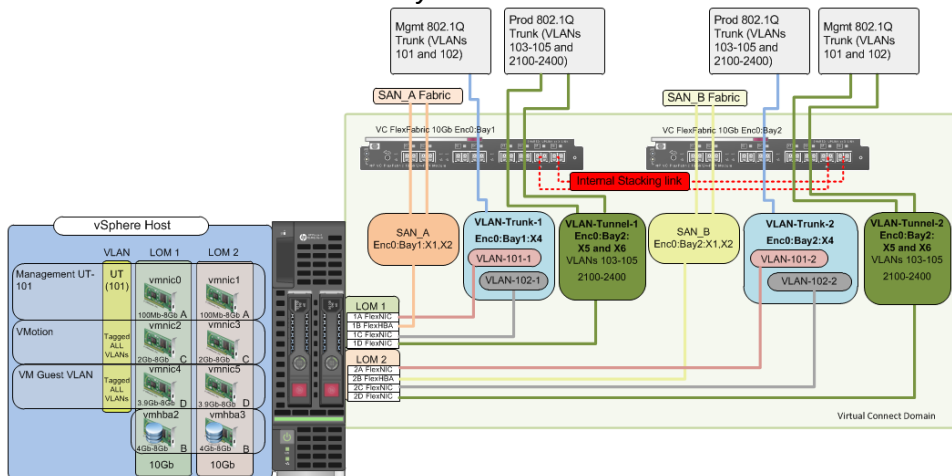 Mgmt 802.1Q
Trunk (VLANs
101 and 102)
Prod 802.1Q
Trunk (VLANs
103-105 and
2100-2400)
Prod 802.1Q
Trunk (VLANs
103-105 and
2100-2400)
Mgmt 802.1Q
Trunk (VLANs
101 and 102)
SAN_A Fabric
SAN_B Fabric
VC FlexFabric 10Gb Enc0:Bay1
VC FlexFabric 10Gb Enc0:Bay2
Internal Stacking link
SAN_A
Enc0:Bay1:X1,X2
VLAN-Trunk-1
Enc0:Bay1:X4
VLAN-101-1
VLAN-102-1
VLAN-Tunnel-1
Enc0:Bay2:
X5 and X6
VLANs 103-105
2100-2400
SAN_B
Enc0:Bay2:X1,X2
VLAN-Trunk-2
Enc0:Bay2:X4
VLAN-101-2
VLAN-102-2
VLAN-Tunnel-2
Enc0:Bay2:
X5 and X6
VLANs 103-105
2100-2400
vSphere Host
VLAN LOM 1 LOM 2
Management UT-
101
UT
(101)
vmnic0
100Mb-8Gb A
vmnic1
100Mb-8Gb A
VMotion
Tagged
ALL
VLANs
vmnic2
2Gb-8Gb C
vmnic3
2Gb-8Gb C
VM Guest VLAN
Tagged
ALL
VLANs
vmnic4
3.9Gb-8Gb D
vmnic5
3.9Gb-8Gb D
vmhba2
4Gb-8Gb B
vmhba3
4Gb-8Gb B
10Gb
10Gb
LOM 1
1A FlexNIC
1B FlexHBA
1C FlexNIC
1D FlexNIC
LOM 2
2A FlexNIC
2B FlexHBA
2C FlexNIC
2D FlexNIC
Virtual Connect Domain